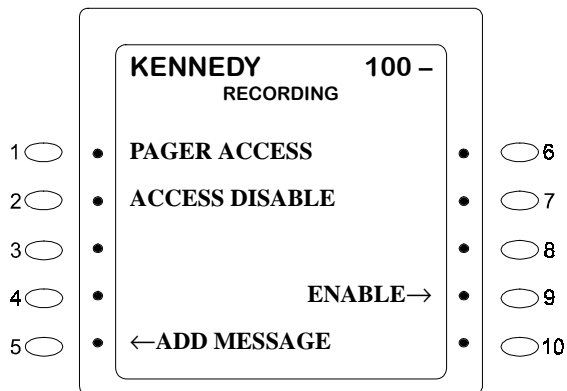 KENNEDY 100 –
RECORDING
1 PAGER ACCESS 6
2 ACCESS DISABLE 7
3 8
4 ENABLE→ 9
5 ←ADD MESSAGE 10